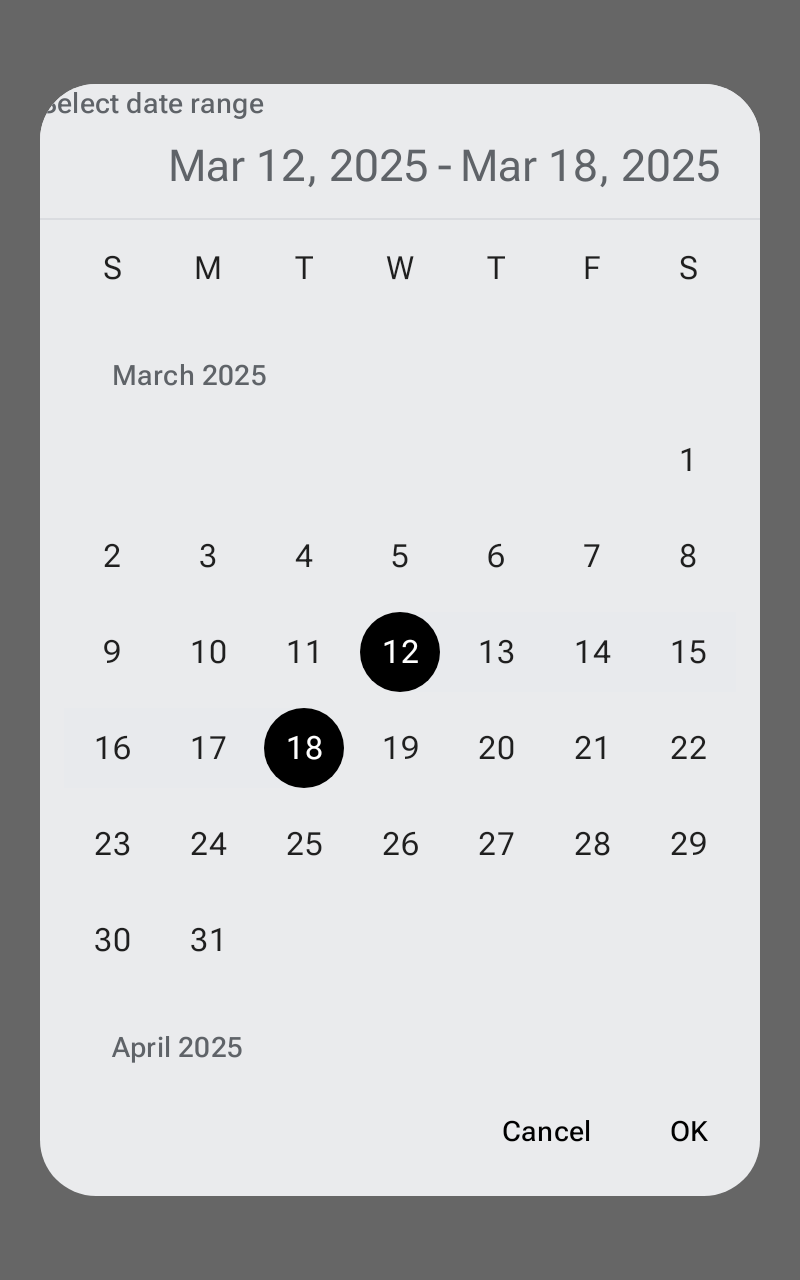 Select date range
Mar 12, 2025 - Mar 18, 2025
S M T W T F S
March 2025
1
2 3 4 5 6 7 8
9 10 11 12 13 14 15
16 17 18 19 20 21 22
23 24 25 26 27 28 29
30 31
April 2025
Cancel OK